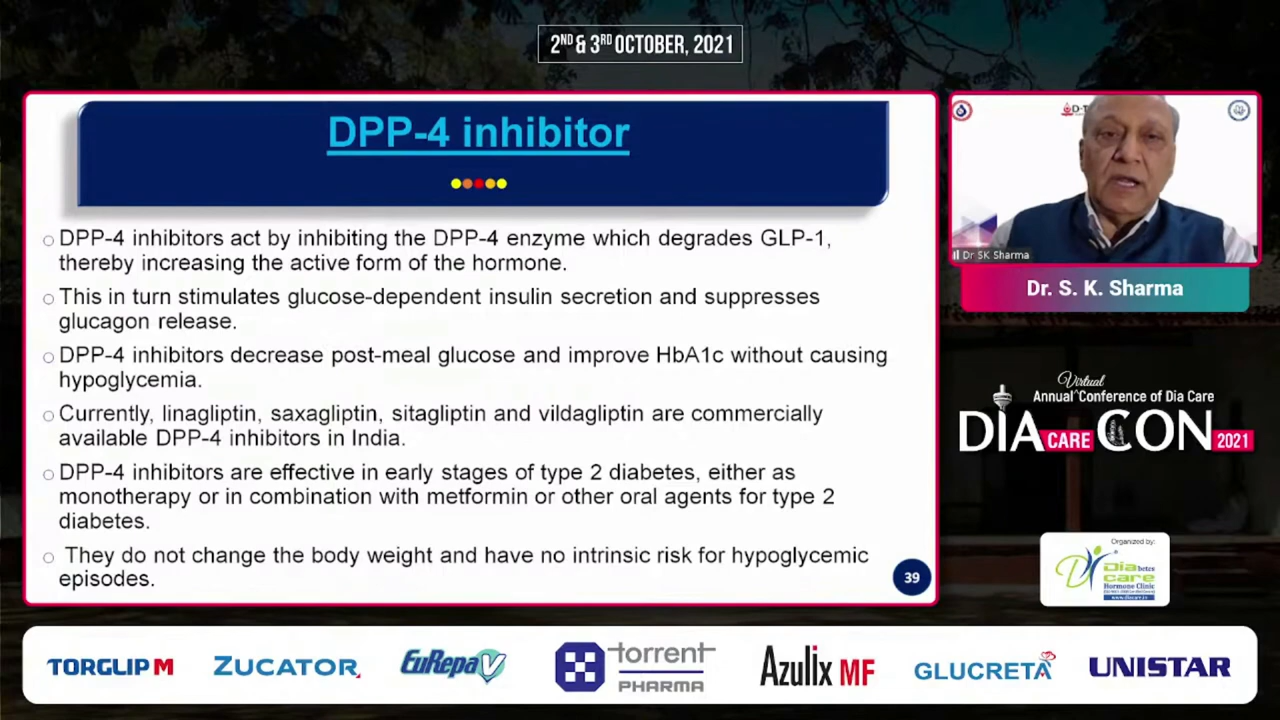 2ND & 3RD OCTOBER, 2021
DPP-4 inhibitor
DPP-4 inhibitors act by inhibiting the DPP-4 enzyme which degrades GLP-1,
thereby increasing the active form of the hormone.
This in turn stimulates glucose-dependent insulin secretion and suppresses
glucagon release.
DPP-4 inhibitors decrease post-meal glucose and improve HbA1c without causing
hypoglycemia.
Currently, linagliptin, saxagliptin, sitagliptin and vildagliptin are commercially
available DPP-4 inhibitors in India.
DPP-4 inhibitors are effective in early stages of type 2 diabetes, either as
monotherapy or in combination with metformin or other oral agents for type 2
diabetes.
They do not change the body weight and have no intrinsic risk for hypoglycemic
episodes.
39
Dr SK Sharma
Dr. S. K. Sharma
Virtual
Annual^Conference of Dia Care
DIA CARE CON 2021
Organized by:
Diabetes
care
Hormone Clinic
TORGLIP M
ZUCATOR
EuRepa V
torrent
PHARMA
Azulix MF
GLUCRETA
UNISTAR